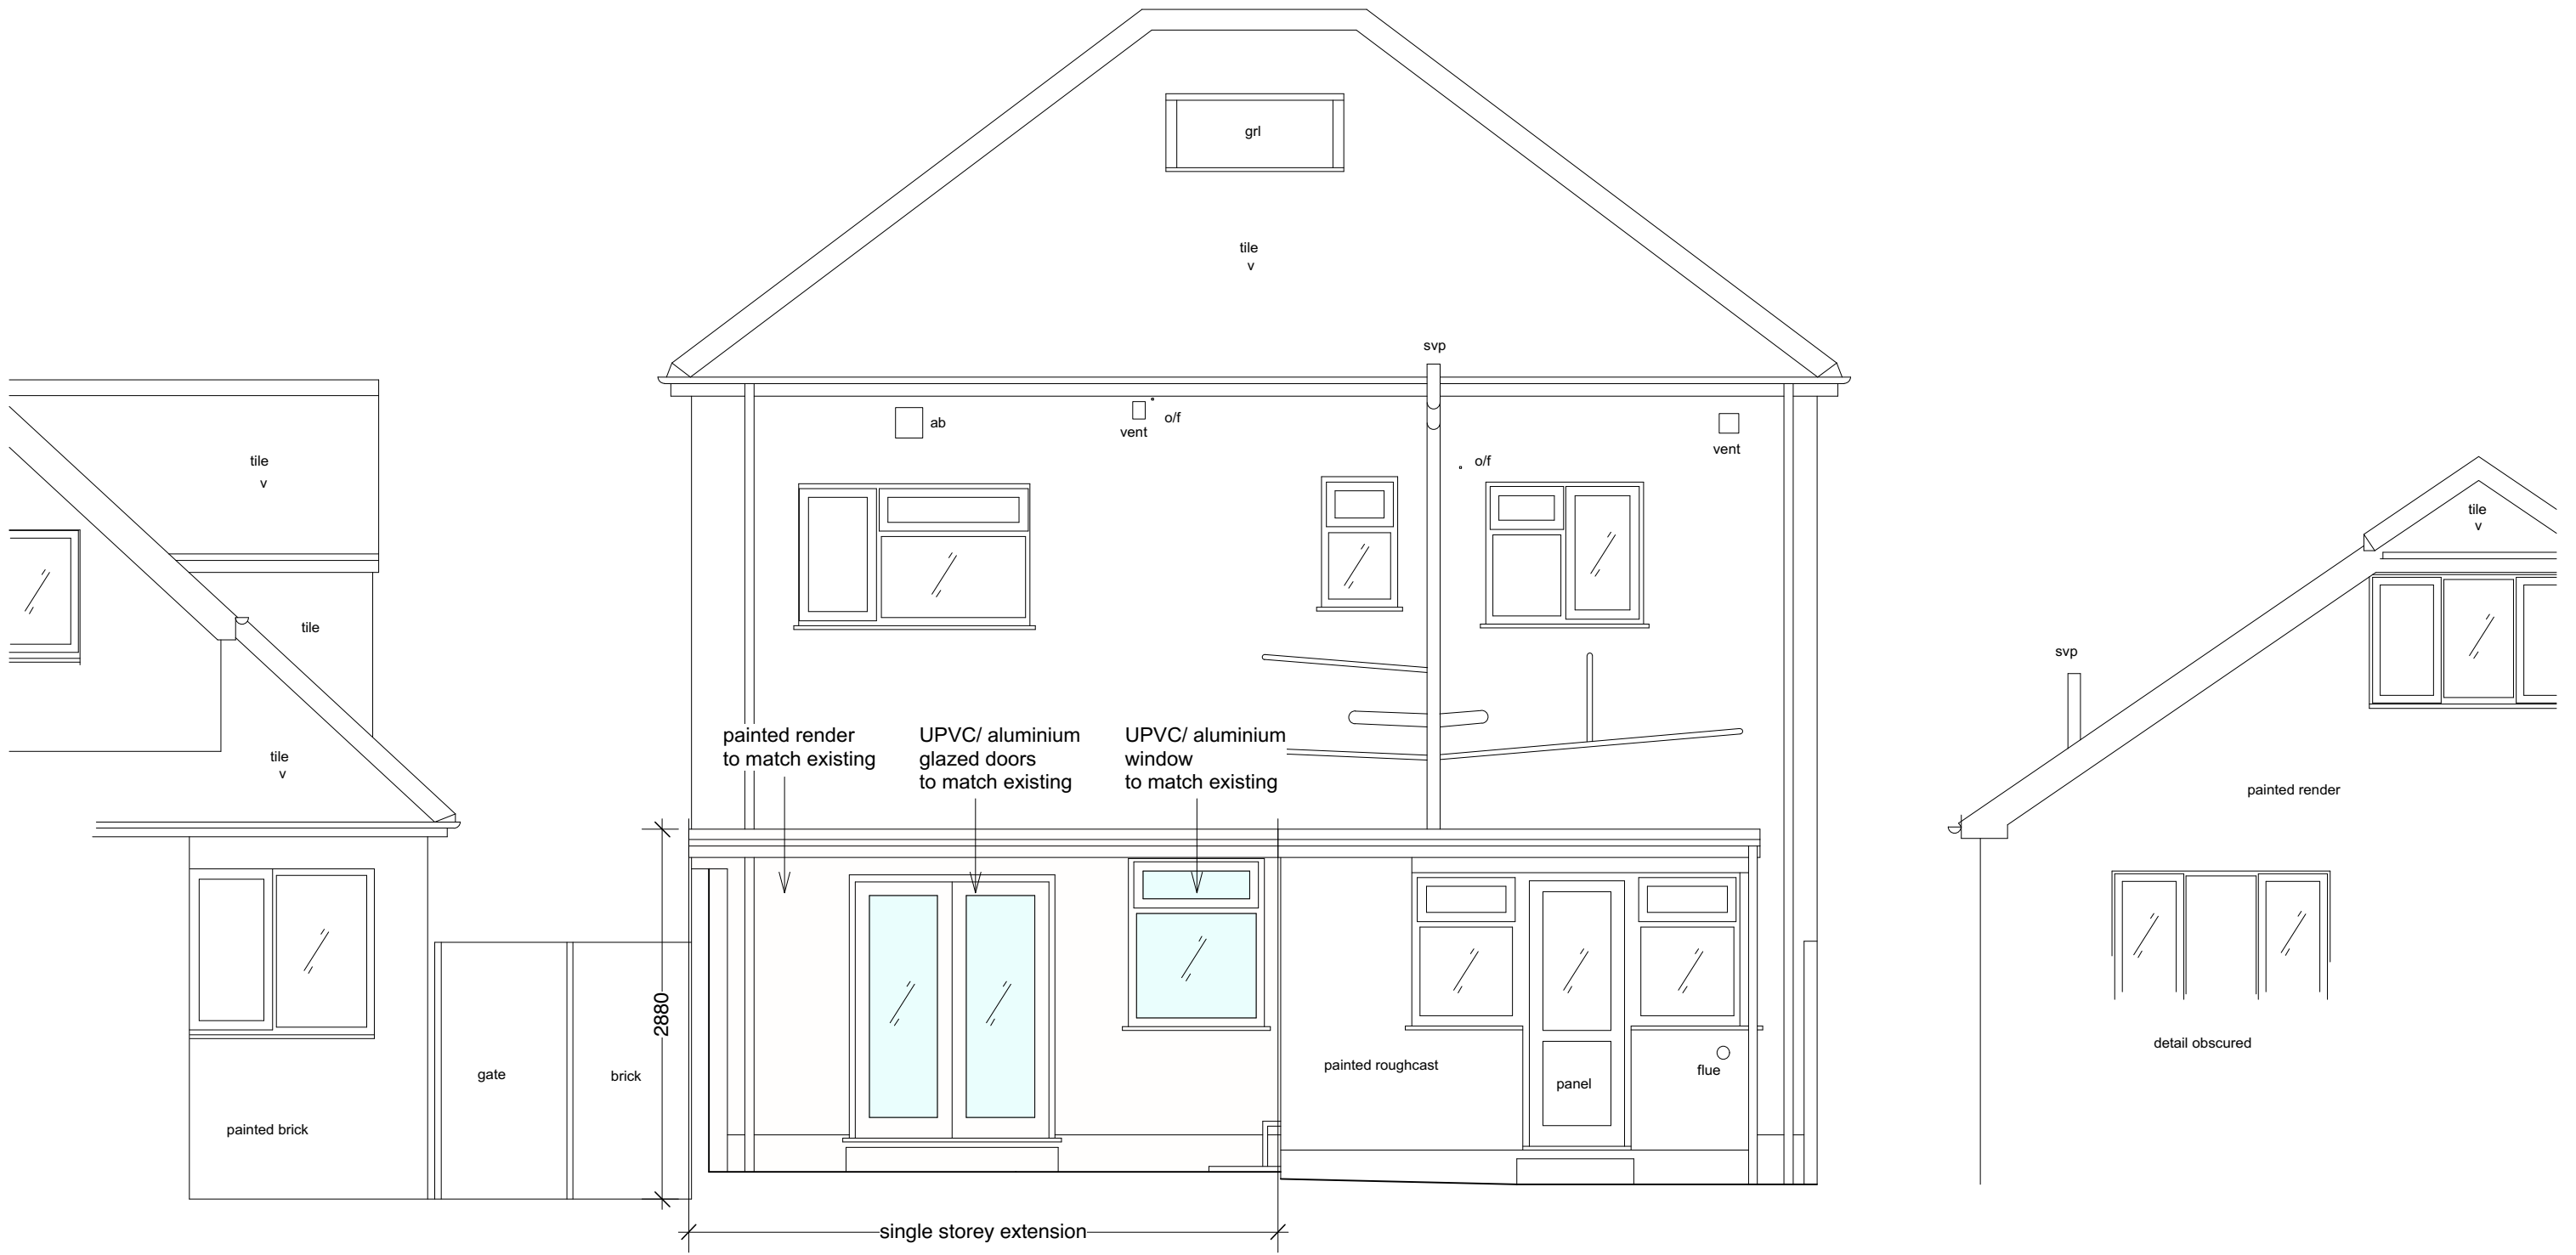 grl
tile
v
svp
ab
vent
o/f
vent
o/f
tile
v
tile
tile
v
painted render
to match existing
UPVC/ aluminium
glazed doors
to match existing
UPVC/ aluminium
window
to match existing
tile
v
svp
painted render
2880
gate
brick
painted brick
painted roughcast
panel
flue
detail obscured
single storey extension